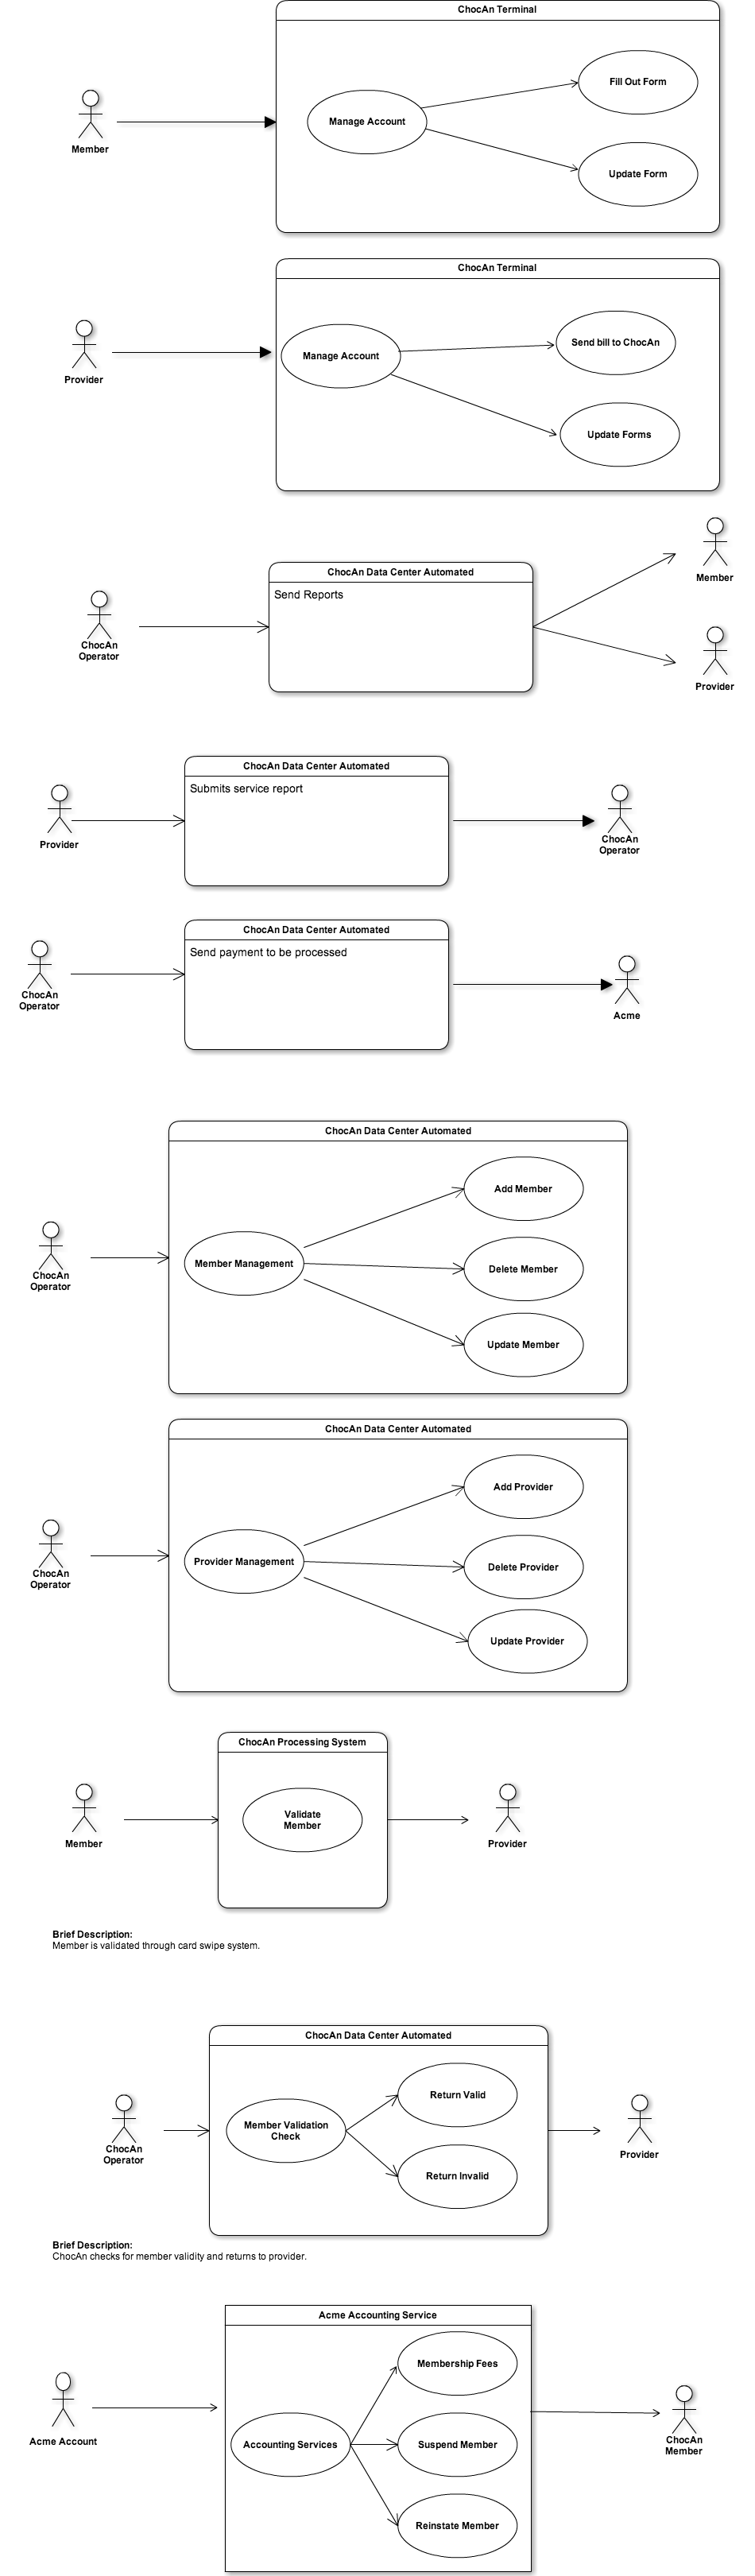 ChocAn Terminal
Fill Out Form
Manage Account
Member
Update Form
ChocAn Terminal
Send bill to ChocAn
Manage Account
Provider
Update Forms
ChocAn Data Center Automated
Send Reports
Member
ChocAn
Operator
Provider
ChocAn Data Center Automated
Submits service report
Provider
ChocAn
Operator
ChocAn Data Center Automated
Send payment to be processed
ChocAn
Operator
Acme
ChocAn Data Center Automated
Add Member
Member Management
Delete Member
ChocAn
Operator
Update Member
ChocAn Data Center Automated
Add Provider
Provider Management
Delete Provider
ChocAn
Operator
Update Provider
ChocAn Processing System
Validate
Member
Member
Provider
Brief Description:
Member is validated through card swipe system.
ChocAn Data Center Automated
Return Valid
Member Validation
Check
ChocAn
Operator
Provider
Return Invalid
Brief Description:
ChocAn checks for member validity and returns to provider.
Acme Accounting Service
Membership Fees
Acme Account
Accounting Services
Suspend Member
ChocAn
Member
Reinstate Member